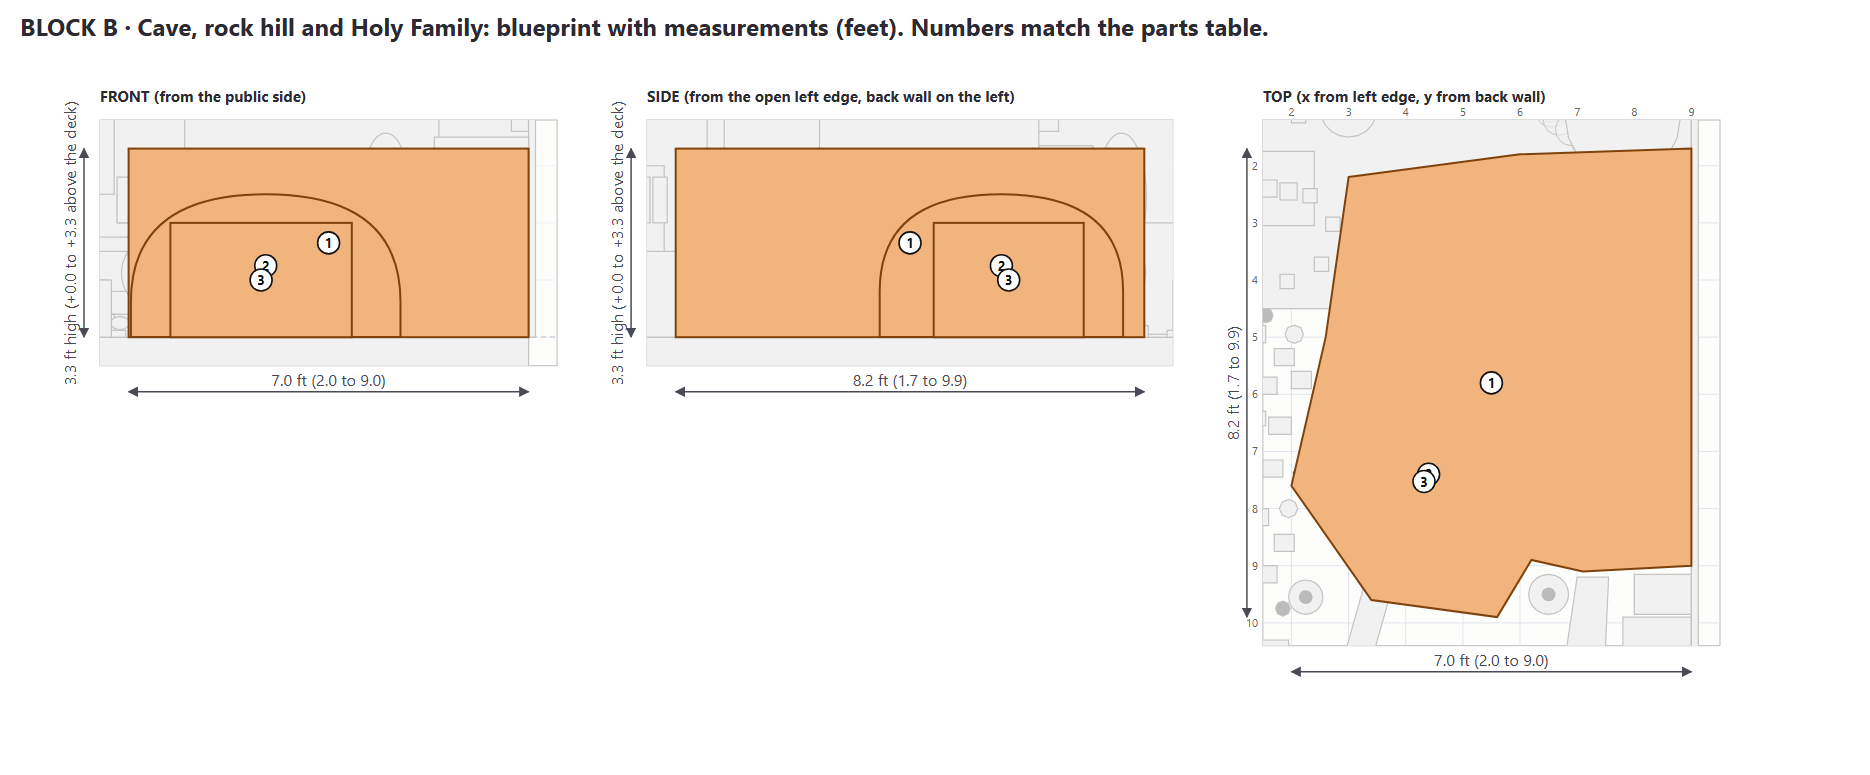 BLOCK B · Cave, rock hill and Holy Family: blueprint with measurements (feet). Numbers match the parts table.
FRONT (from the public side)
3.3 ft high (+0.0 to +3.3 above the deck)
1
2
3
7.0 ft (2.0 to 9.0)
SIDE (from the open left edge, back wall on the left)
3.3 ft high (+0.0 to +3.3 above the deck)
1
2
3
8.2 ft (1.7 to 9.9)
TOP (x from left edge, y from back wall)
2 3 4 5 6 7 8 9
2
3
4
5
6
7
8
9
10
8.2 ft (1.7 to 9.9)
1
3
7.0 ft (2.0 to 9.0)